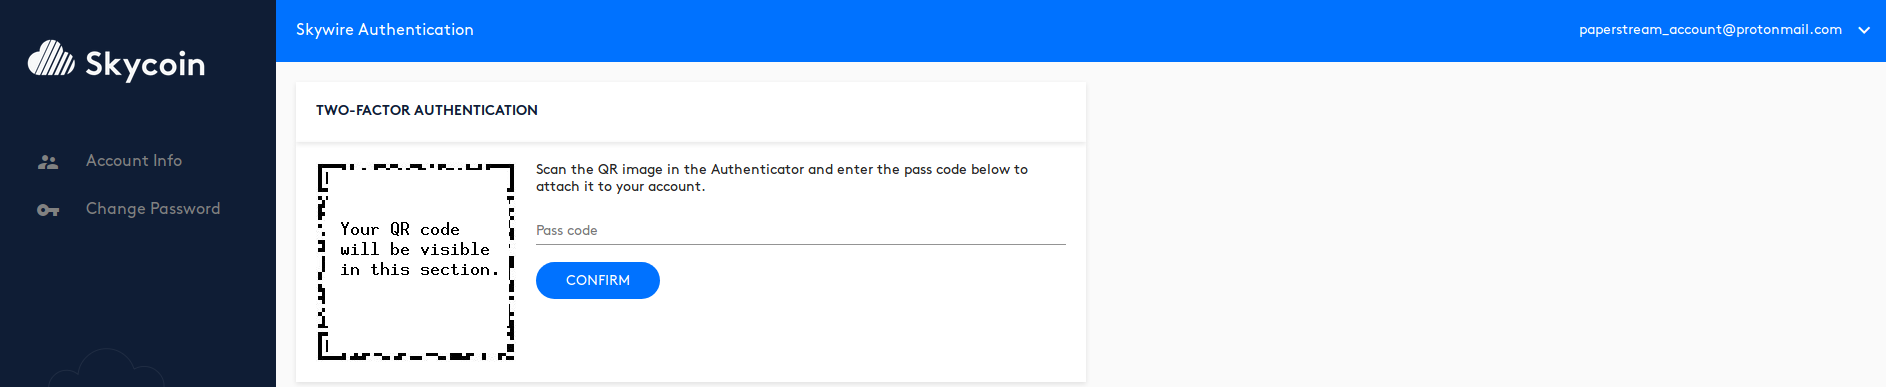 Skycoin
Account Info
Change Password
Skywire Authentication
paperstream_account@protonmail.com
TWO-FACTOR AUTHENTICATION
Your QR code
will be visible
in this section.
Scan the QR image in the Authenticator and enter the pass code below to
attach it to your account.
Pass code
CONFIRM